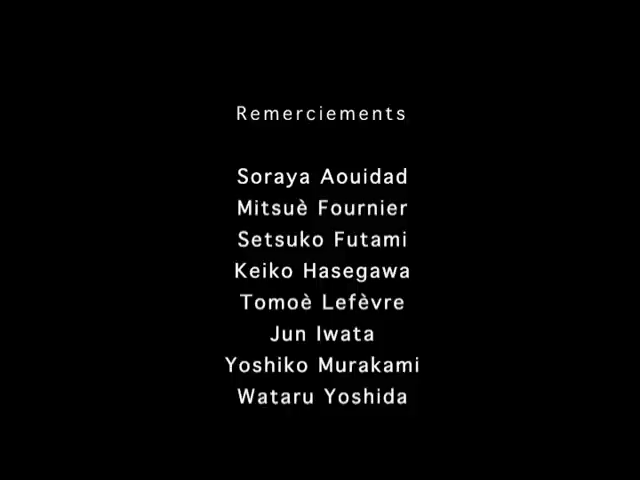 Remerciements
Soraya Aouidad
Mitsuè Fournier
Setsuko Futami
Keiko Hasegawa
Tomoè Lefèvre
Jun Iwata
Yoshiko Murakami
Wataru Yoshida